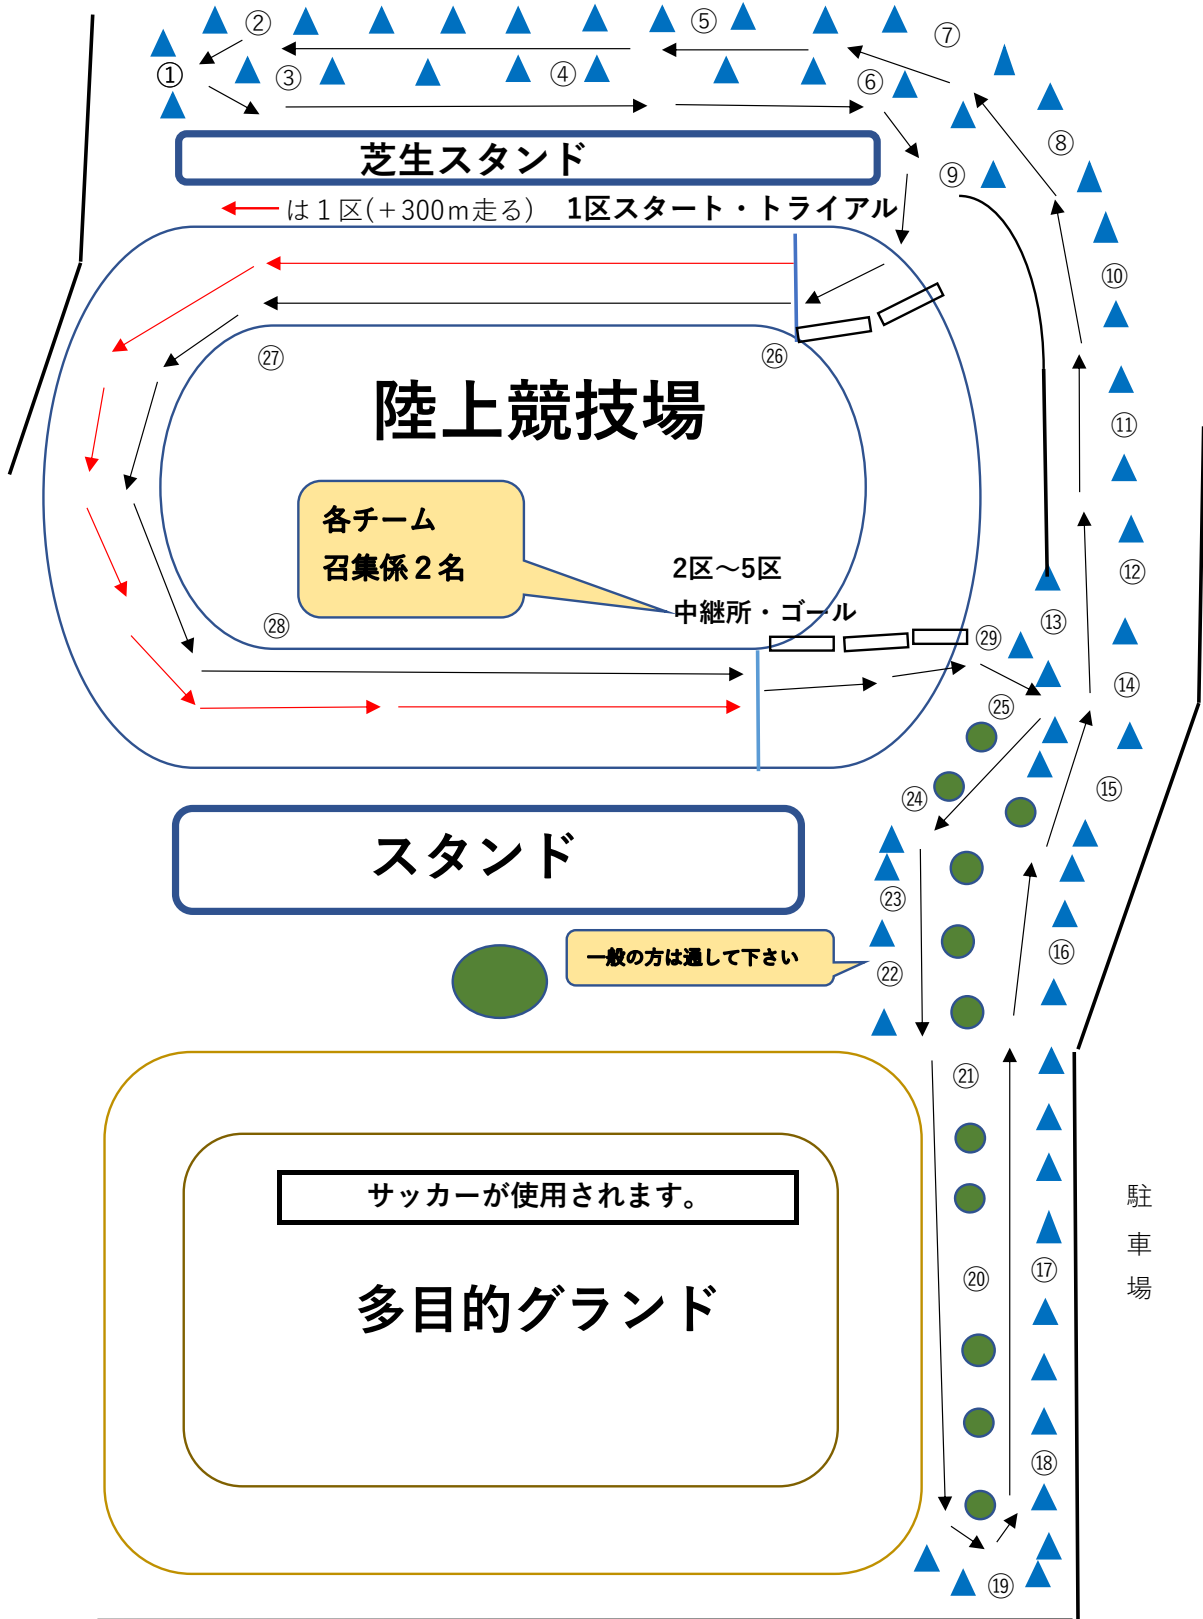 ②
⑤
⑦
①
③
④
⑥
⑧
芝生スタンド
⑨
は１区(＋300m走る)
1区スタート・トライアル
⑩
㉗
㉖
陸上競技場
⑪
各チーム
召集係２名
2区～5区
中継所・ゴール
⑫
⑬
㉘
㉙
⑭
㉕
⑮
㉔
スタンド
㉓
一般の方は通して下さい
㉒
⑯
㉑
サッカーが使用されます。
駐車場
⑳
⑰
多目的グランド
⑱
⑲